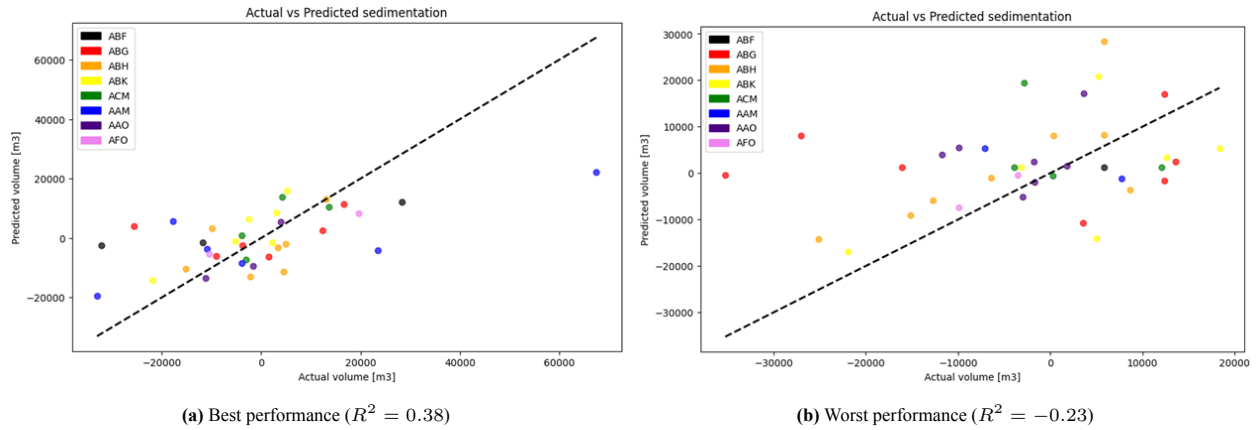 Actual vs Predicted sedimentation
ABF
ABG
ABH
ABK
ACM
AAM
AAO
AFO
60000
40000
20000
0
−20000
Predicted volume [m3]
−20000
0
20000
40000
60000
Actual volume [m3]
(a) Best performance (R² = 0.38)
Actual vs Predicted sedimentation
ABF
ABG
ABH
ABK
ACM
AAM
AAO
AFO
30000
20000
10000
0
−10000
−20000
−30000
Predicted volume [m3]
−30000
−20000
−10000
0
10000
20000
Actual volume [m3]
(b) Worst performance (R² = −0.23)